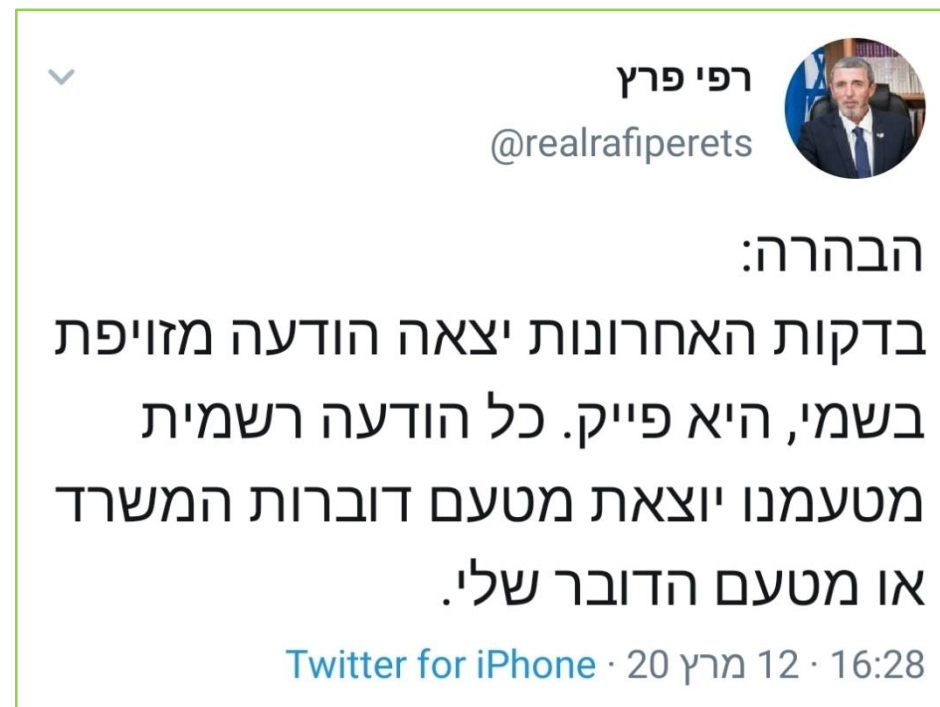 רפי פרץ
@realrafiperets
הבהרה:
בדקות האחרונות יצאה הודעה מזויפת
בשמי, היא פייק. כל הודעה רשמית
מטעמנו יוצאת מטעם דוברות המשרד
או מטעם הדובר שלי.
16:28 · 12 מרץ 20 · Twitter for iPhone